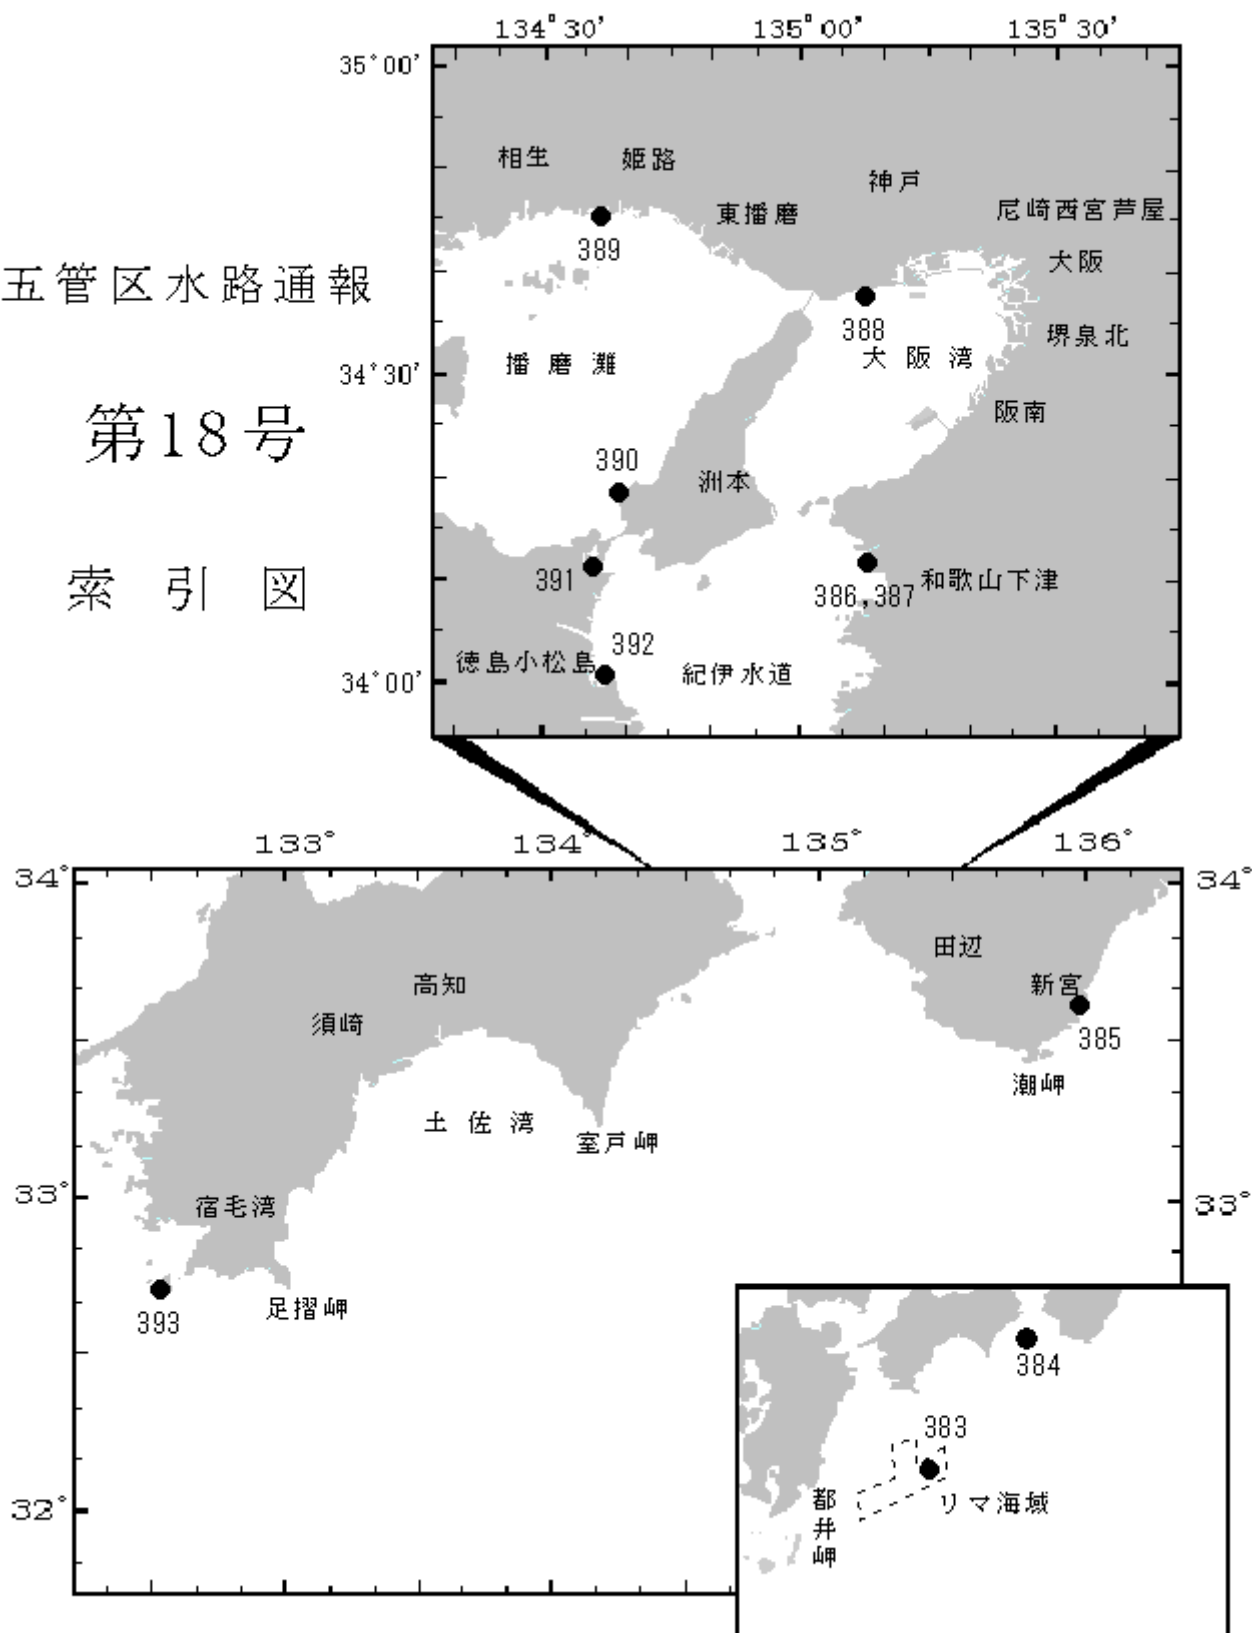 134°30′ 135°00′ 135°30′
35°00′
相生 姫路
神戸
東播磨 尼崎西宮芦屋
389
大阪
五管区水路通報
388
堺泉北
播磨灘 大阪湾
34°30′
阪南
第18号
390
洲本
391
386,387 和歌山下津
索引図
392
徳島小松島 紀伊水道
34°00′
133° 134° 135° 136°
34° 34°
田辺
高知 新宮
須崎
385
潮岬
土佐湾
室戸岬
33° 33°
宿毛湾
足摺岬
393
384
383
リマ海域
都井岬
32°